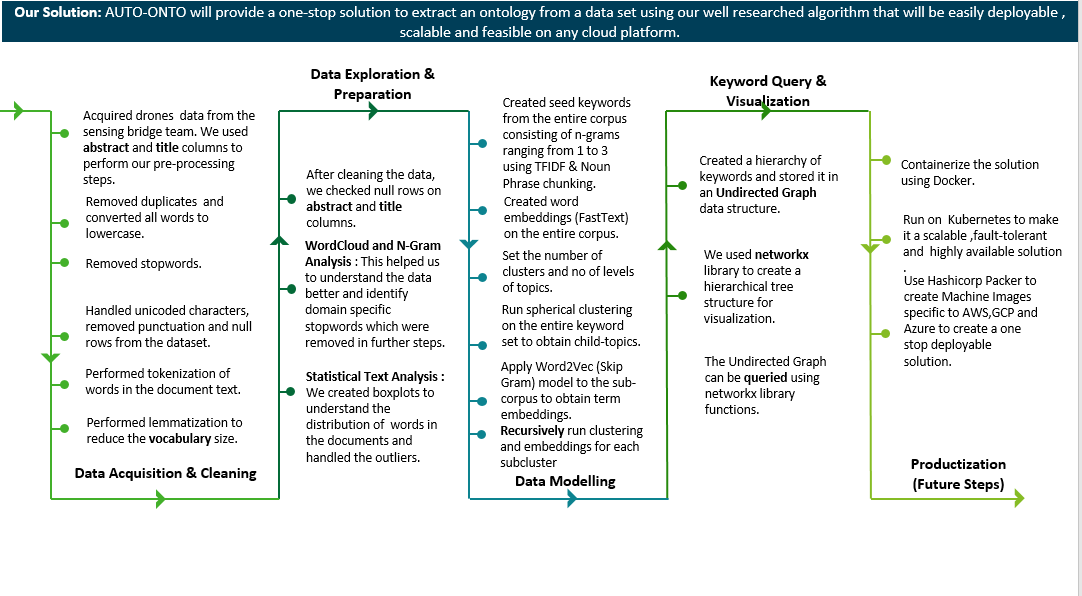 Our Solution: AUTO-ONTO will provide a one-stop solution to extract an ontology from a data set using our well researched algorithm that will be easily deployable ,
scalable and feasible on any cloud platform.
Acquired drones data from the
sensing bridge team. We used
abstract and title columns to
perform our pre-processing
steps.
Removed duplicates and
converted all words to
lowercase.
Removed stopwords.
Handled unicoded characters,
removed punctuation and null
rows from the dataset.
Performed tokenization of
words in the document text.
Performed lemmatization to
reduce the vocabulary size.
Data Acquisition & Cleaning
Data Exploration &
Preparation
After cleaning the data,
we checked null rows on
abstract and title
columns.
WordCloud and N-Gram
Analysis : This helped us
to understand the data
better and identify
domain specific
stopwords which were
removed in further steps.
Statistical Text Analysis :
We created boxplots to
understand the
distribution of words in
the documents and
handled the outliers.
Created seed keywords
from the entire corpus
consisting of n-grams
ranging from 1 to 3
using TFIDF & Noun
Phrase chunking.
Created word
embeddings (FastText)
on the entire corpus.
Set the number of
clusters and no of levels
of topics.
Run spherical clustering
on the entire keyword
set to obtain child-topics.
Apply Word2Vec (Skip
Gram) model to the sub-
corpus to obtain term
embeddings.
Recursively run clustering
and embeddings for each
subcluster
Data Modelling
Keyword Query &
Visualization
Created a hierarchy of
keywords and stored it in
an Undirected Graph
data structure.
We used networkx
library to create a
hierarchical tree
structure for
visualization.
The Undirected Graph
can be queried using
networkx library
functions.
Containerize the solution
using Docker.
Run on Kubernetes to make
it a scalable ,fault-tolerant
and highly available solution
.
Use Hashicorp Packer to
create Machine Images
specific to AWS,GCP and
Azure to create a one
stop deployable
solution.
Productization
(Future Steps)